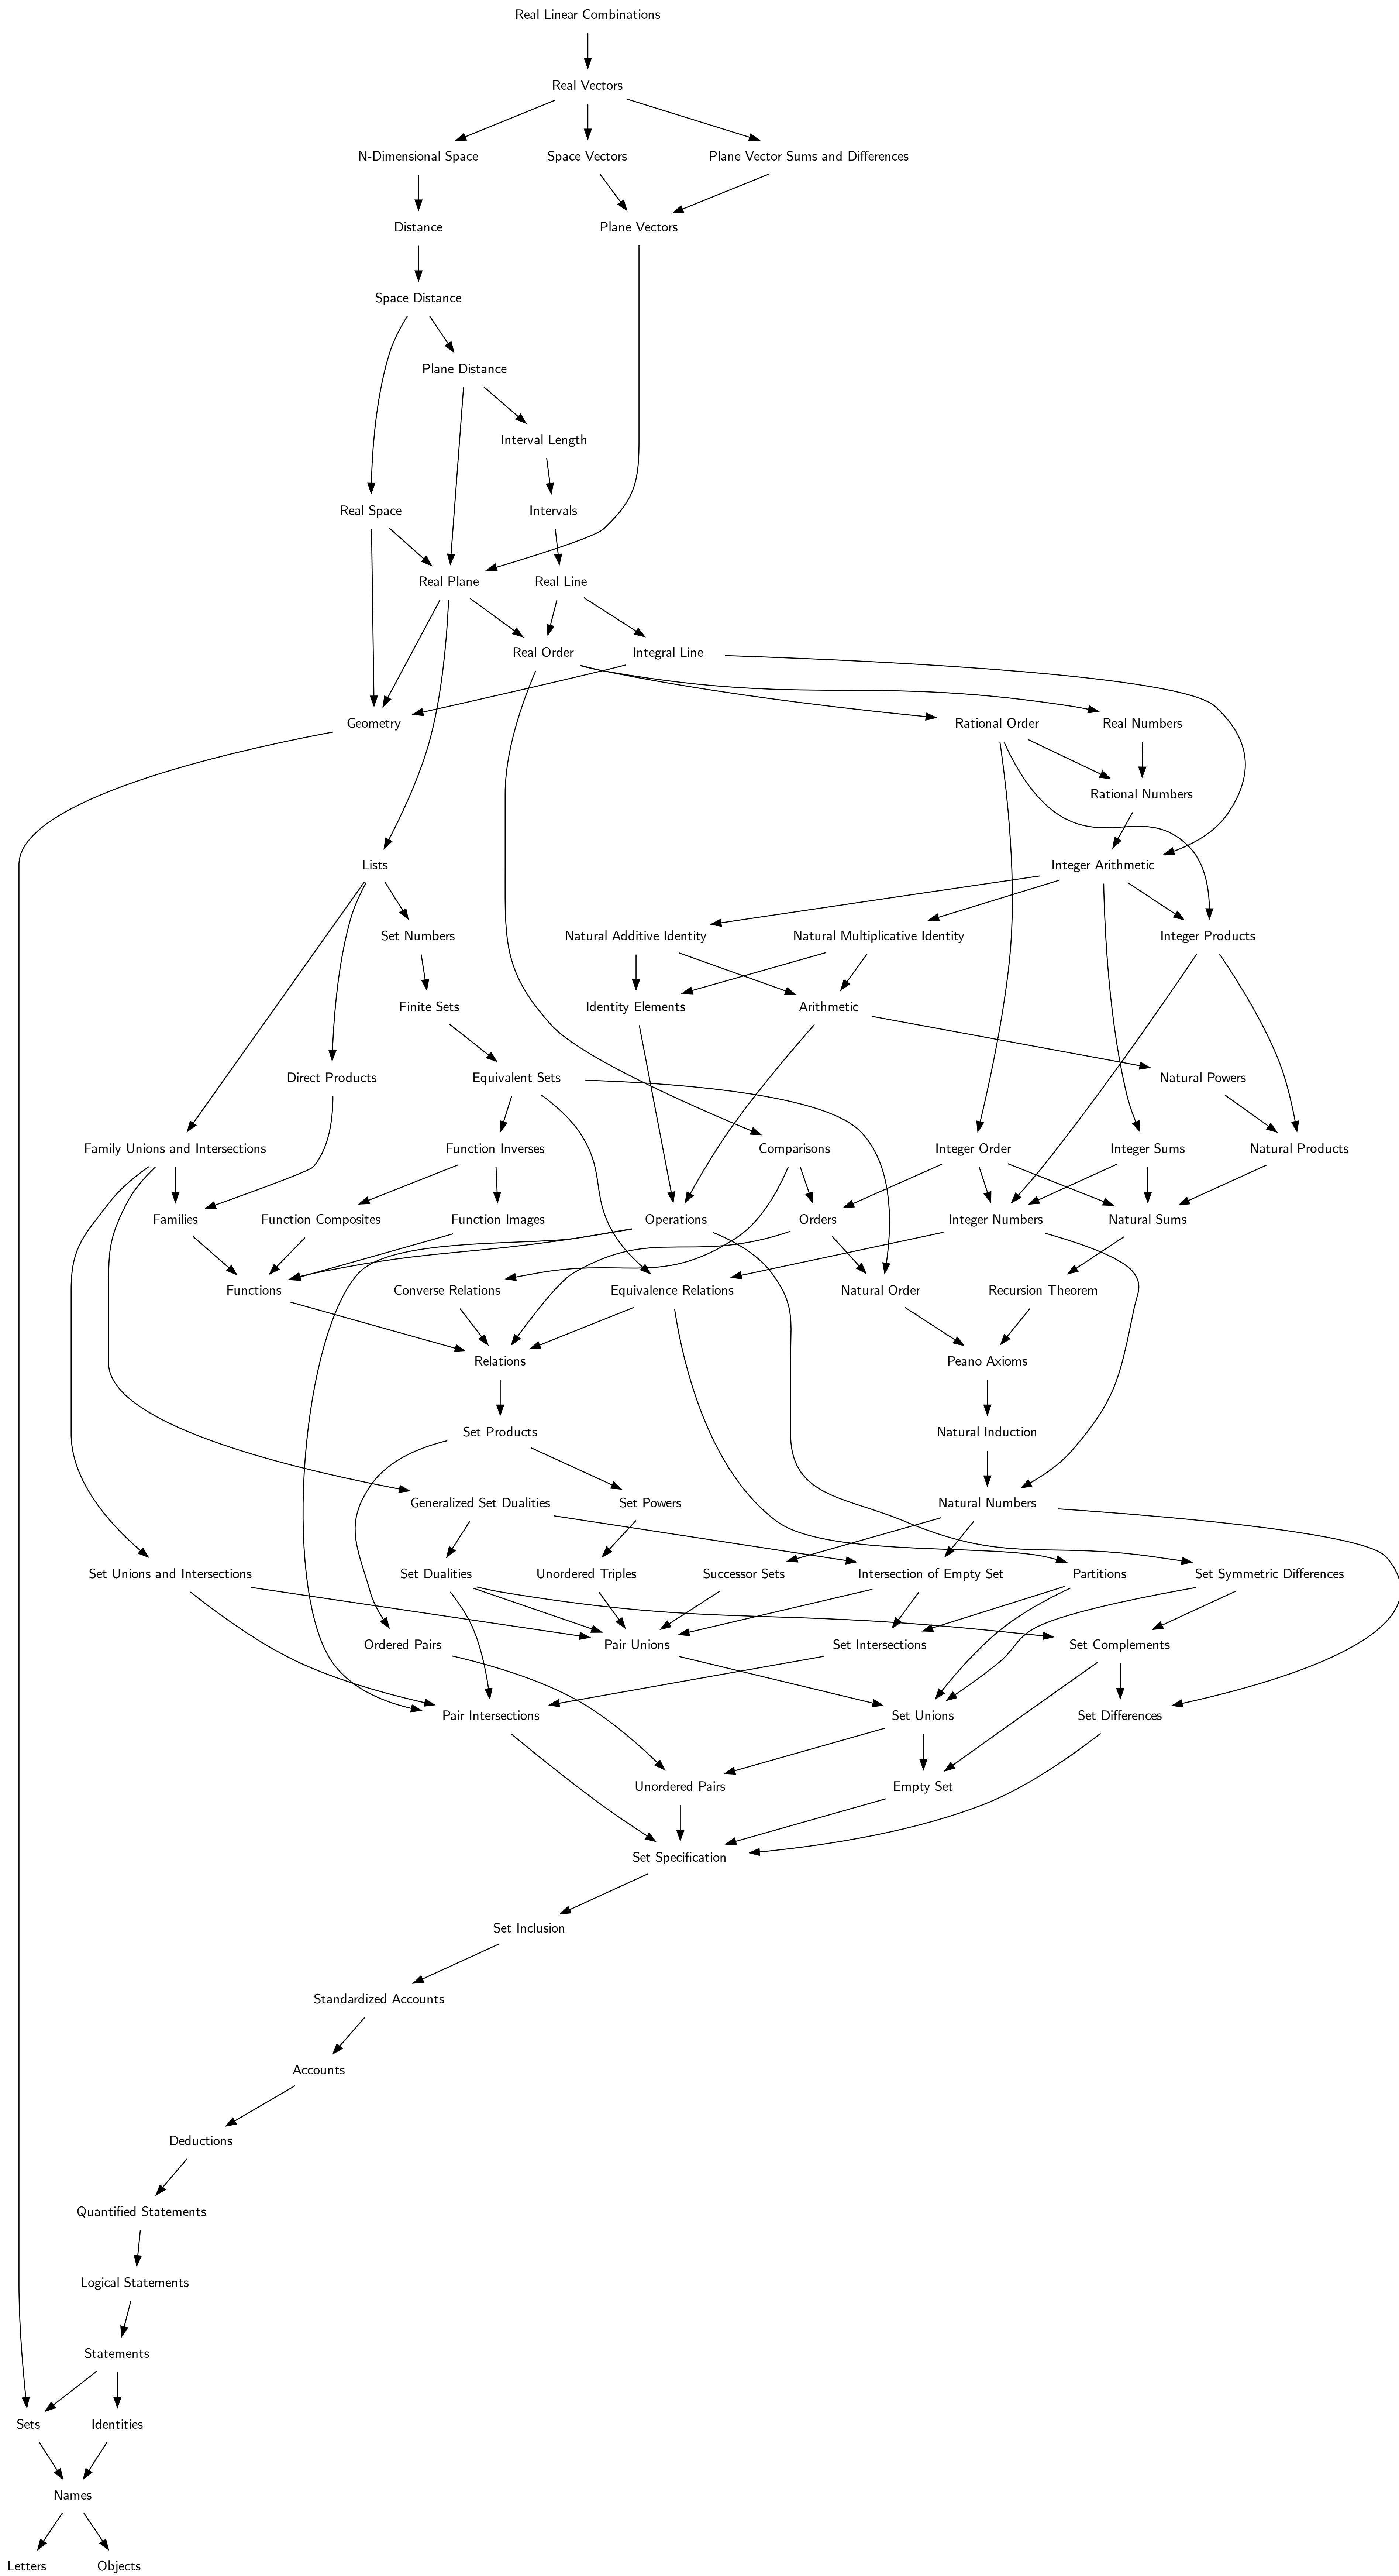 Real Linear Combinations
Real Vectors
N-Dimensional Space
Space Vectors
Plane Vector Sums and Differences
Distance
Plane Vectors
Space Distance
Plane Distance
Interval Length
Real Space
Intervals
Real Plane
Real Line
Real Order
Integral Line
Geometry
Rational Order
Real Numbers
Rational Numbers
Lists
Integer Arithmetic
Set Numbers
Natural Additive Identity
Natural Multiplicative Identity
Integer Products
Finite Sets
Identity Elements
Arithmetic
Direct Products
Equivalent Sets
Natural Powers
Family Unions and Intersections
Function Inverses
Comparisons
Integer Order
Integer Sums
Natural Products
Families
Function Composites
Function Images
Operations
Orders
Integer Numbers
Natural Sums
Functions
Converse Relations
Equivalence Relations
Natural Order
Recursion Theorem
Relations
Peano Axioms
Set Products
Natural Induction
Generalized Set Dualities
Set Powers
Natural Numbers
Set Unions and Intersections
Set Dualities
Unordered Triples
Successor Sets
Intersection of Empty Set
Partitions
Set Symmetric Differences
Ordered Pairs
Pair Unions
Set Intersections
Set Complements
Pair Intersections
Set Unions
Set Differences
Unordered Pairs
Empty Set
Set Specification
Set Inclusion
Standardized Accounts
Accounts
Deductions
Quantified Statements
Logical Statements
Statements
Sets
Identities
Names
Letters
Objects